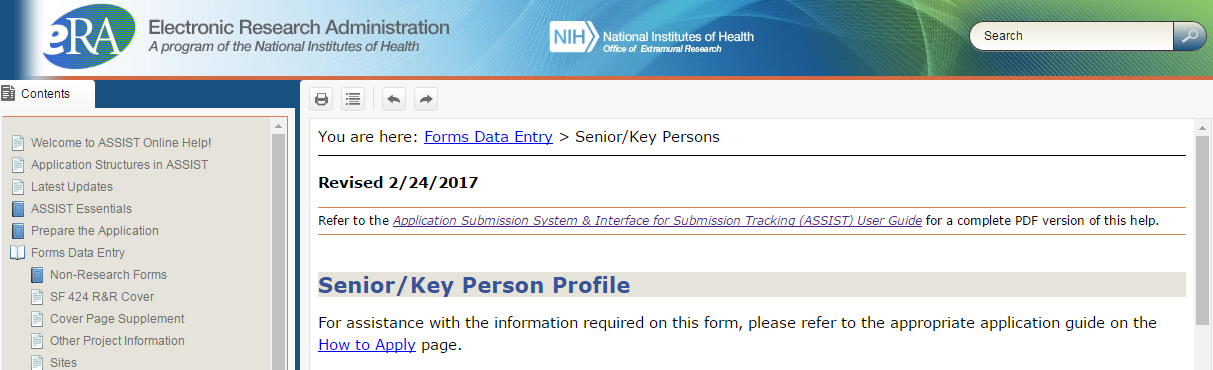 eRA
Electronic Research Administration
A program of the National Institutes of Health
NIH
National Institutes of Health
Office of Extramural Research
Search
Contents
Welcome to ASSIST Online Help!
Application Structures in ASSIST
Latest Updates
ASSIST Essentials
Prepare the Application
Forms Data Entry
Non-Research Forms
SF 424 R&R Cover
Cover Page Supplement
Other Project Information
Sites
You are here: Forms Data Entry > Senior/Key Persons
Revised 2/24/2017
Refer to the Application Submission System & Interface for Submission Tracking (ASSIST) User Guide for a complete PDF version of this help.
Senior/Key Person Profile
For assistance with the information required on this form, please refer to the appropriate application guide on the
How to Apply page.